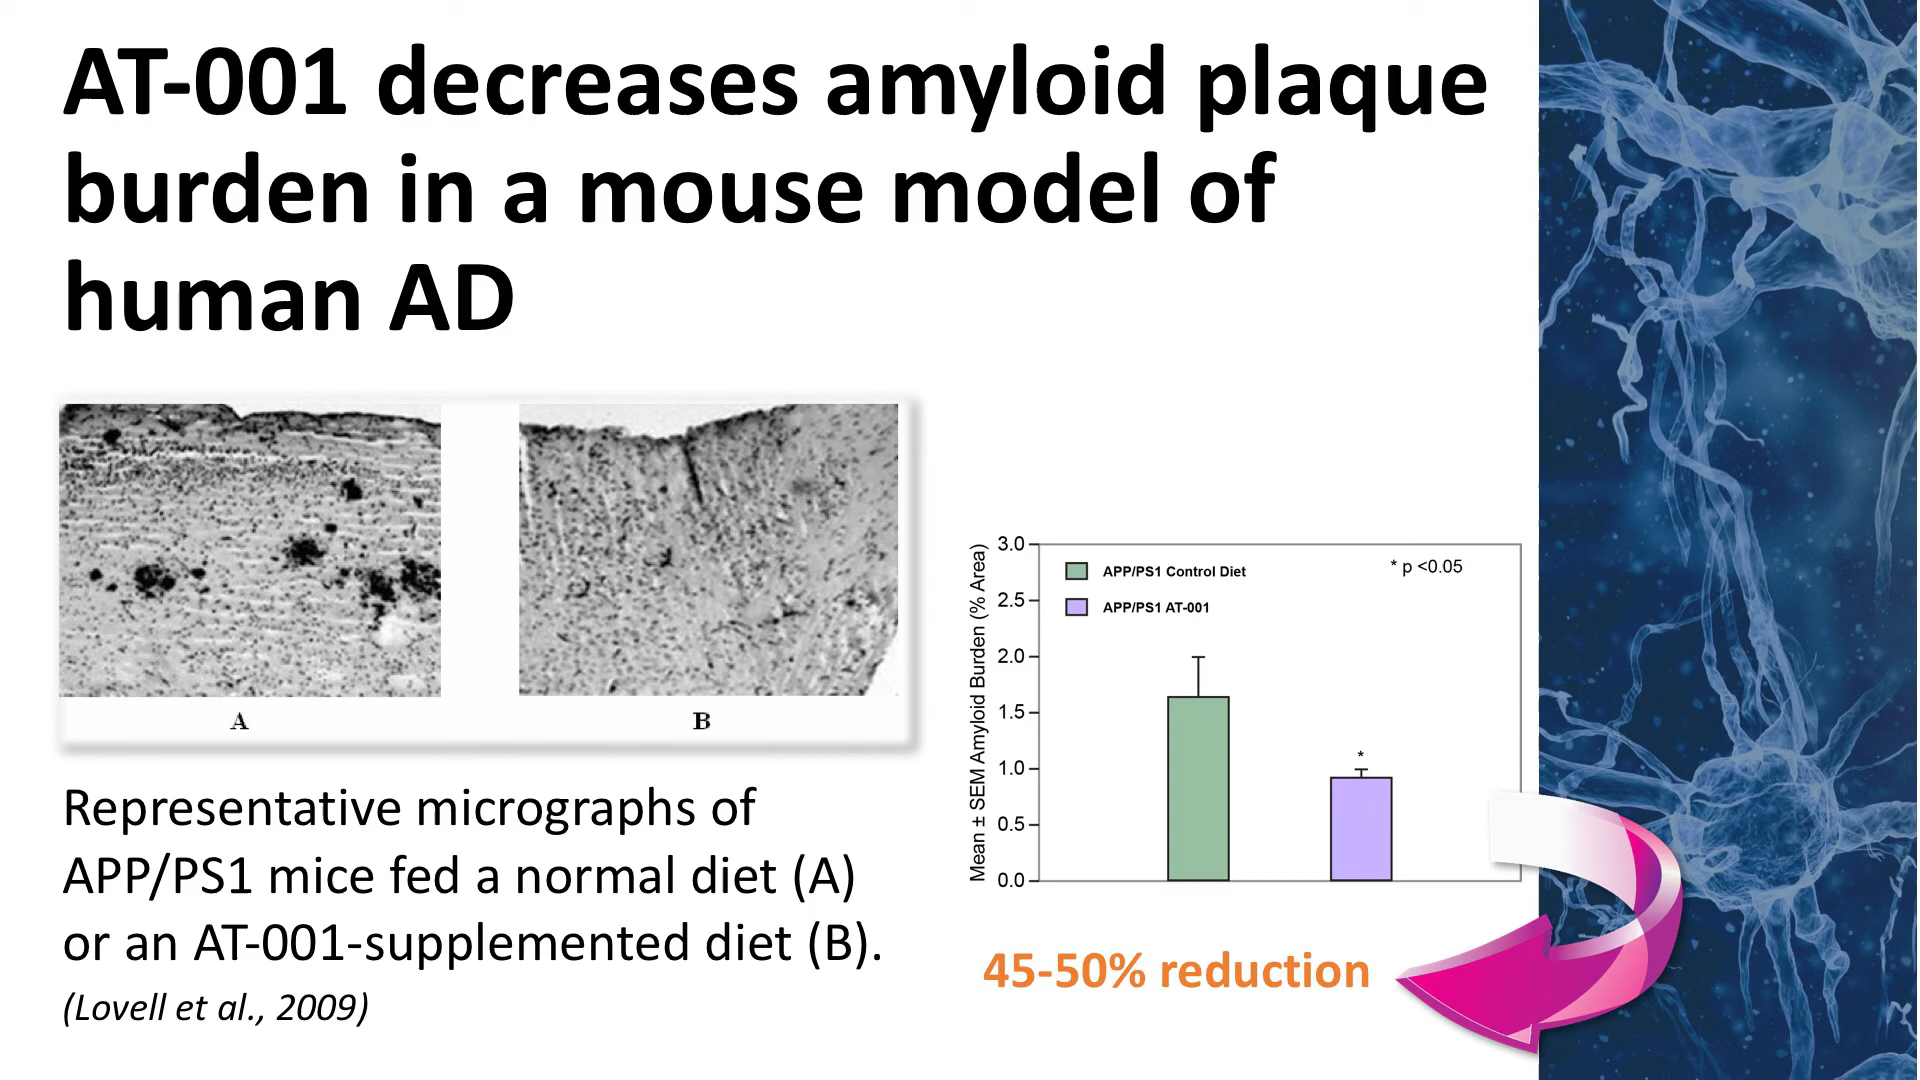 AT-001 decreases amyloid plaque
burden in a mouse model of
human AD
A
B
Representative micrographs of
APP/PS1 mice fed a normal diet (A)
or an AT-001-supplemented diet (B).
(Lovell et al., 2009)
Mean ± SEM Amyloid Burden (% Area)
3.0
2.5
2.0
1.5
1.0
0.5
0.0
APP/PS1 Control Diet
APP/PS1 AT-001
* p <0.05
*
45-50% reduction